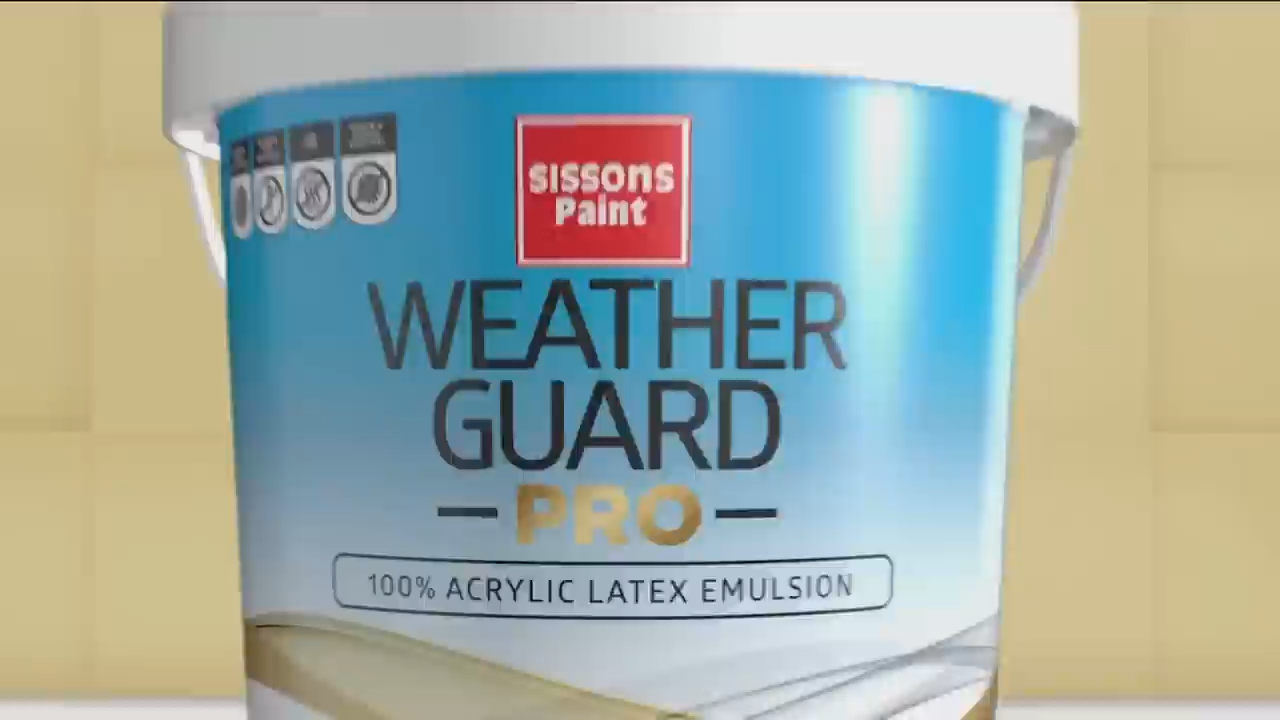 SISSONS
Paint
WEATHER
GUARD
PRO
100% ACRYLIC LATEX EMULSION